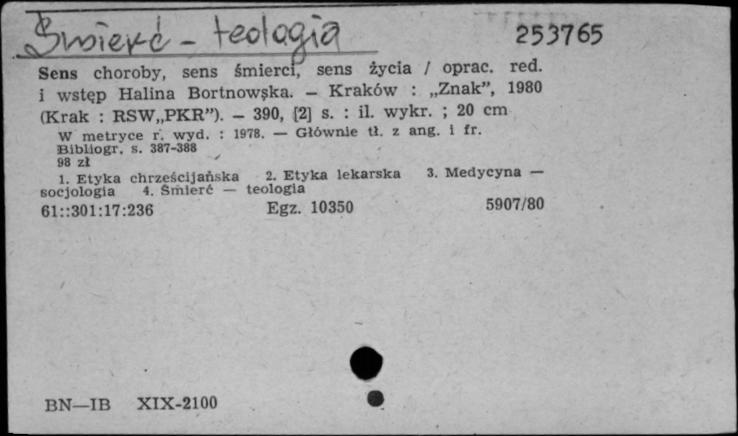 Śmierć - teologia
253765
Sens choroby, sens śmierci, sens życia / oprac. red.
i wstęp Halina Bortnowska. — Kraków : „Znak”, 1980
(Krak : RSW„PKR”). — 390, [2] s. : il. wykr. ; 20 cm
W metryce r. wyd. : 1978. — Głównie tł. z ang. i fr.
Bibliogr. s. 387-388
98 zł
1. Etyka chrześcijańska 2. Etyka lekarska 3. Medycyna —
socjologia 4. Śmierć — teologia
61::301:17:236 Egz. 10350 5907/80
BN—IB XIX-2100